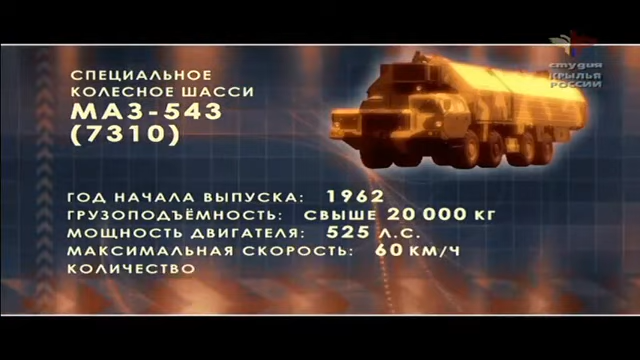 студия
КРЫЛЬЯ
РОССИИ
СПЕЦИАЛЬНОЕ
КОЛЕСНОЕ ШАССИ
МАЗ-543
(7310)
ГОД НАЧАЛА ВЫПУСКА: 1962
ГРУЗОПОДЪЁМНОСТЬ: СВЫШЕ 20 000 КГ
МОЩНОСТЬ ДВИГАТЕЛЯ: 525 Л.С.
МАКСИМАЛЬНАЯ СКОРОСТЬ: 60 КМ/Ч
КОЛИЧЕСТВО